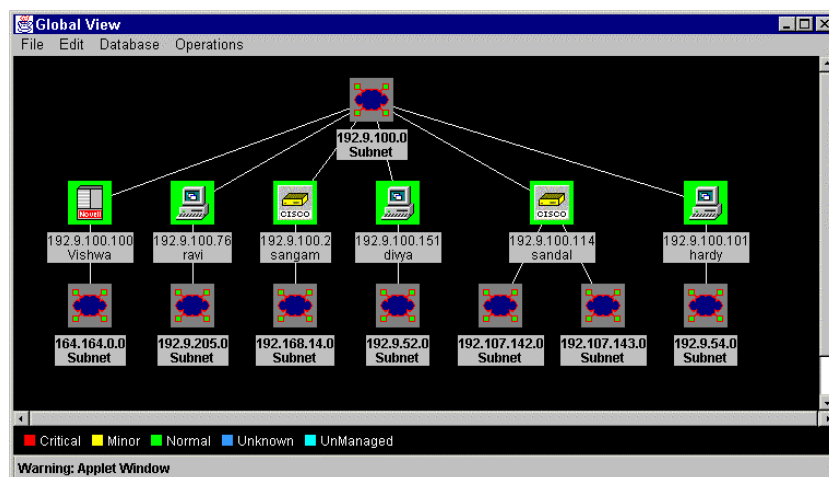 Global View
File Edit Database Operations
192.9.100.0
Subnet
Novell
CISCO
CISCO
192.9.100.100
Vishwa
192.9.100.76
ravi
192.9.100.2
sangam
192.9.100.151
divya
192.9.100.114
sandal
192.9.100.101
hardy
164.164.0.0
Subnet
192.9.205.0
Subnet
192.168.14.0
Subnet
192.9.52.0
Subnet
192.107.142.0
Subnet
192.107.143.0
Subnet
192.9.54.0
Subnet
Critical Minor Normal Unknown UnManaged
Warning: Applet Window